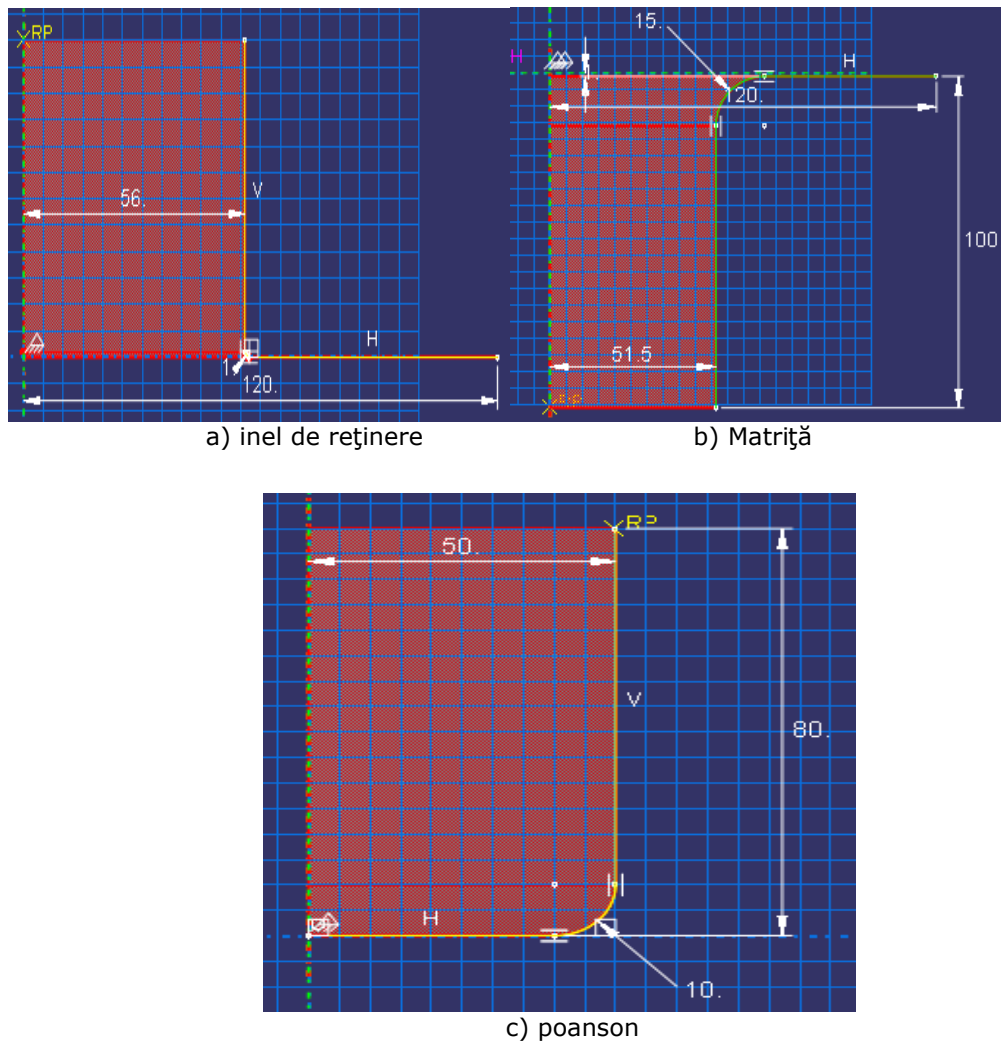 RP
56.
V
H
1.
120.
a) inel de reţinere
15.
H
H
120.
100
51.5
b) Matriţă
RP
50.
V
80.
H
10.
c) poanson